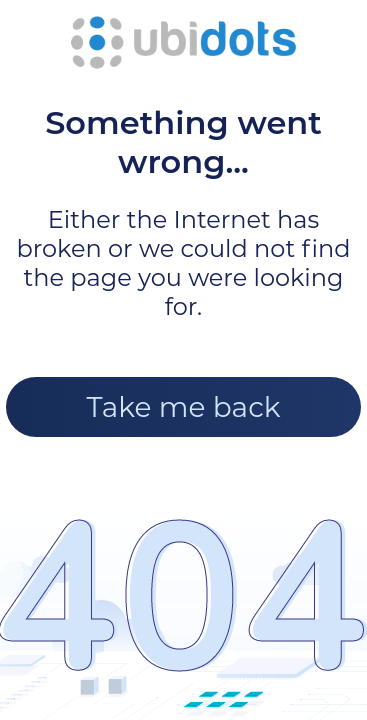 ubidots
Something went
wrong...
Either the Internet has
broken or we could not find
the page you were looking
for.
Take me back
404